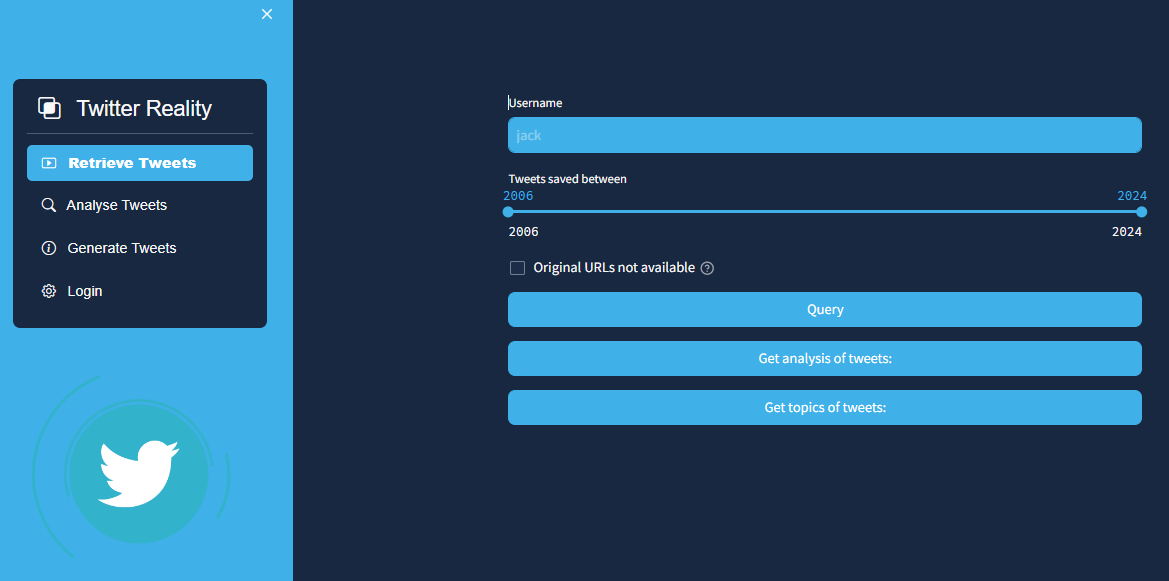 Twitter Reality
Retrieve Tweets
Analyse Tweets
Generate Tweets
Login
Username
jack
Tweets saved between
2006 2024
2006 2024
Original URLs not available
Query
Get analysis of tweets:
Get topics of tweets: